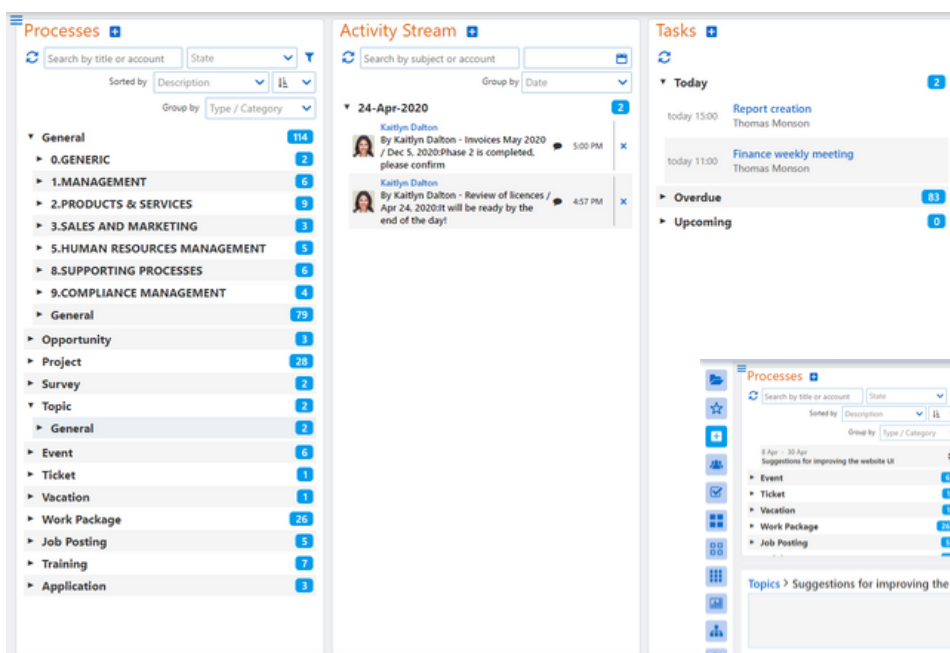 Processes
Search by title or account State
Sorted by Description
Group by Type / Category
General 114
0.GENERIC 2
1.MANAGEMENT 6
2.PRODUCTS & SERVICES 9
3.SALES AND MARKETING 3
5.HUMAN RESOURCES MANAGEMENT 5
8.SUPPORTING PROCESSES 6
9.COMPLIANCE MANAGEMENT 4
General 79
Opportunity 3
Project 28
Survey 2
Topic 2
General 2
Event 6
Ticket 1
Vacation 1
Work Package 26
Job Posting 5
Training 7
Application 3
Activity Stream
Search by subject or account
Group by Date
24-Apr-2020 2
Kaitlyn Dalton
By Kaitlyn Dalton - Invoices May 2020
/ Dec 5, 2020:Phase 2 is completed, 5:00 PM
please confirm
Kaitlyn Dalton
By Kaitlyn Dalton - Review of licences /
Apr 24, 2020:It will be ready by the 4:57 PM
end of the day!
Tasks
Today 2
today 15:00 Report creation
Thomas Monson
today 11:00 Finance weekly meeting
Thomas Monson
Overdue 83
Upcoming 0
Processes
Search by title or account State
Sorted by Description
Group by Type / Category
8 Apr - 30 Apr
Suggestions for improving the website UI
Event
Ticket
Vacation
Work Package 26
Job Posting
Topics > Suggestions for improving the